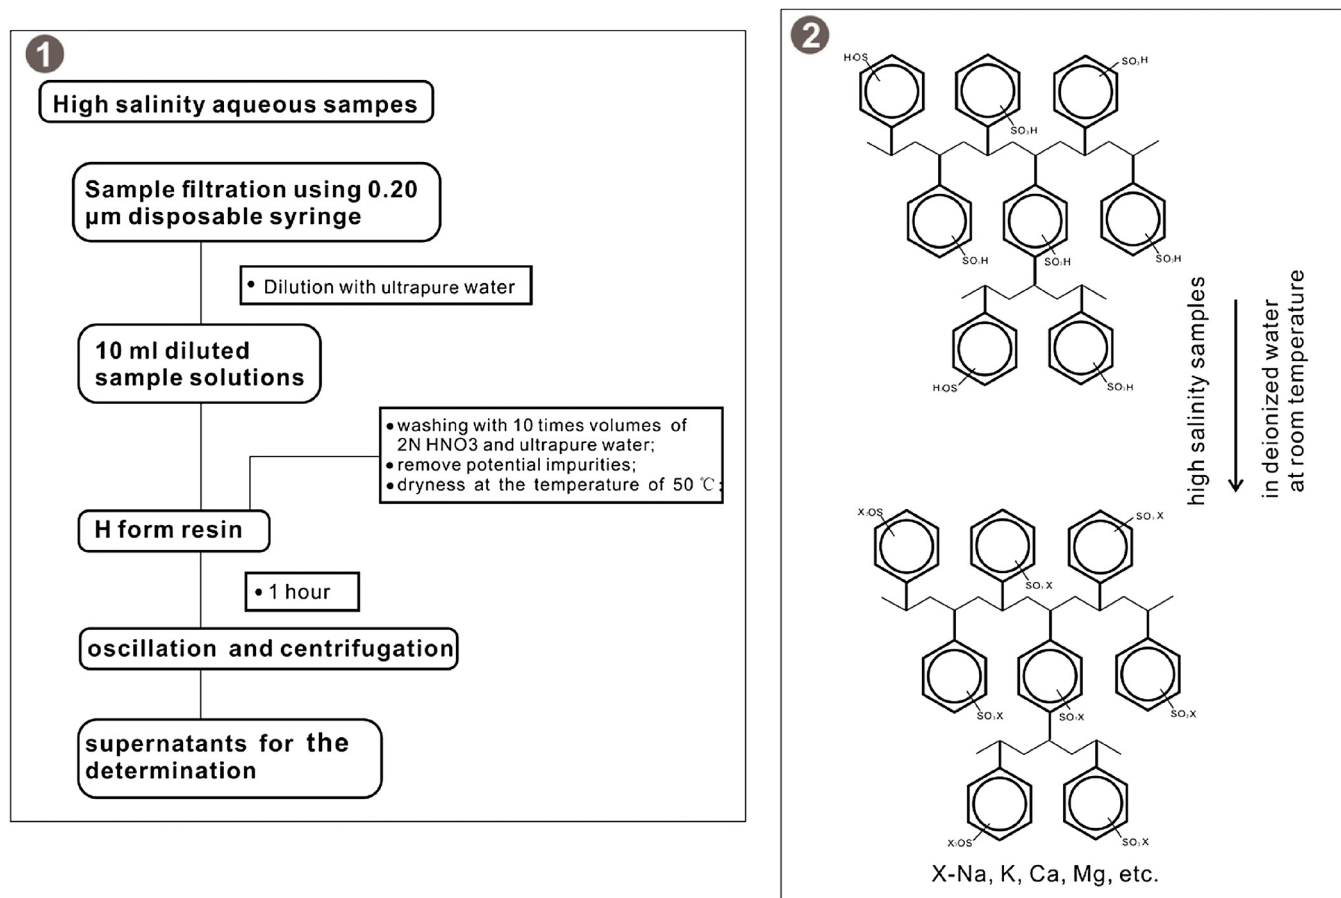 1
High salinity aqueous sampes
Sample filtration using 0.20
μm disposable syringe
• Dilution with ultrapure water
10 ml diluted
sample solutions
• washing with 10 times volumes of
2N HNO3 and ultrapure water;
• remove potential impurities;
• dryness at the temperature of 50 ℃;
H form resin
• 1 hour
oscillation and centrifugation
supernatants for the
determination
2
HOS
SO3H
SO3H
SO3H
SO3H
SO3H
HO3S
SO3H
high salinity samples
in deionized water
at room temperature
X3OS
SO3X
SO3X
SO3X
SO3X
SO3X
X3OS
SO3X
X-Na, K, Ca, Mg, etc.